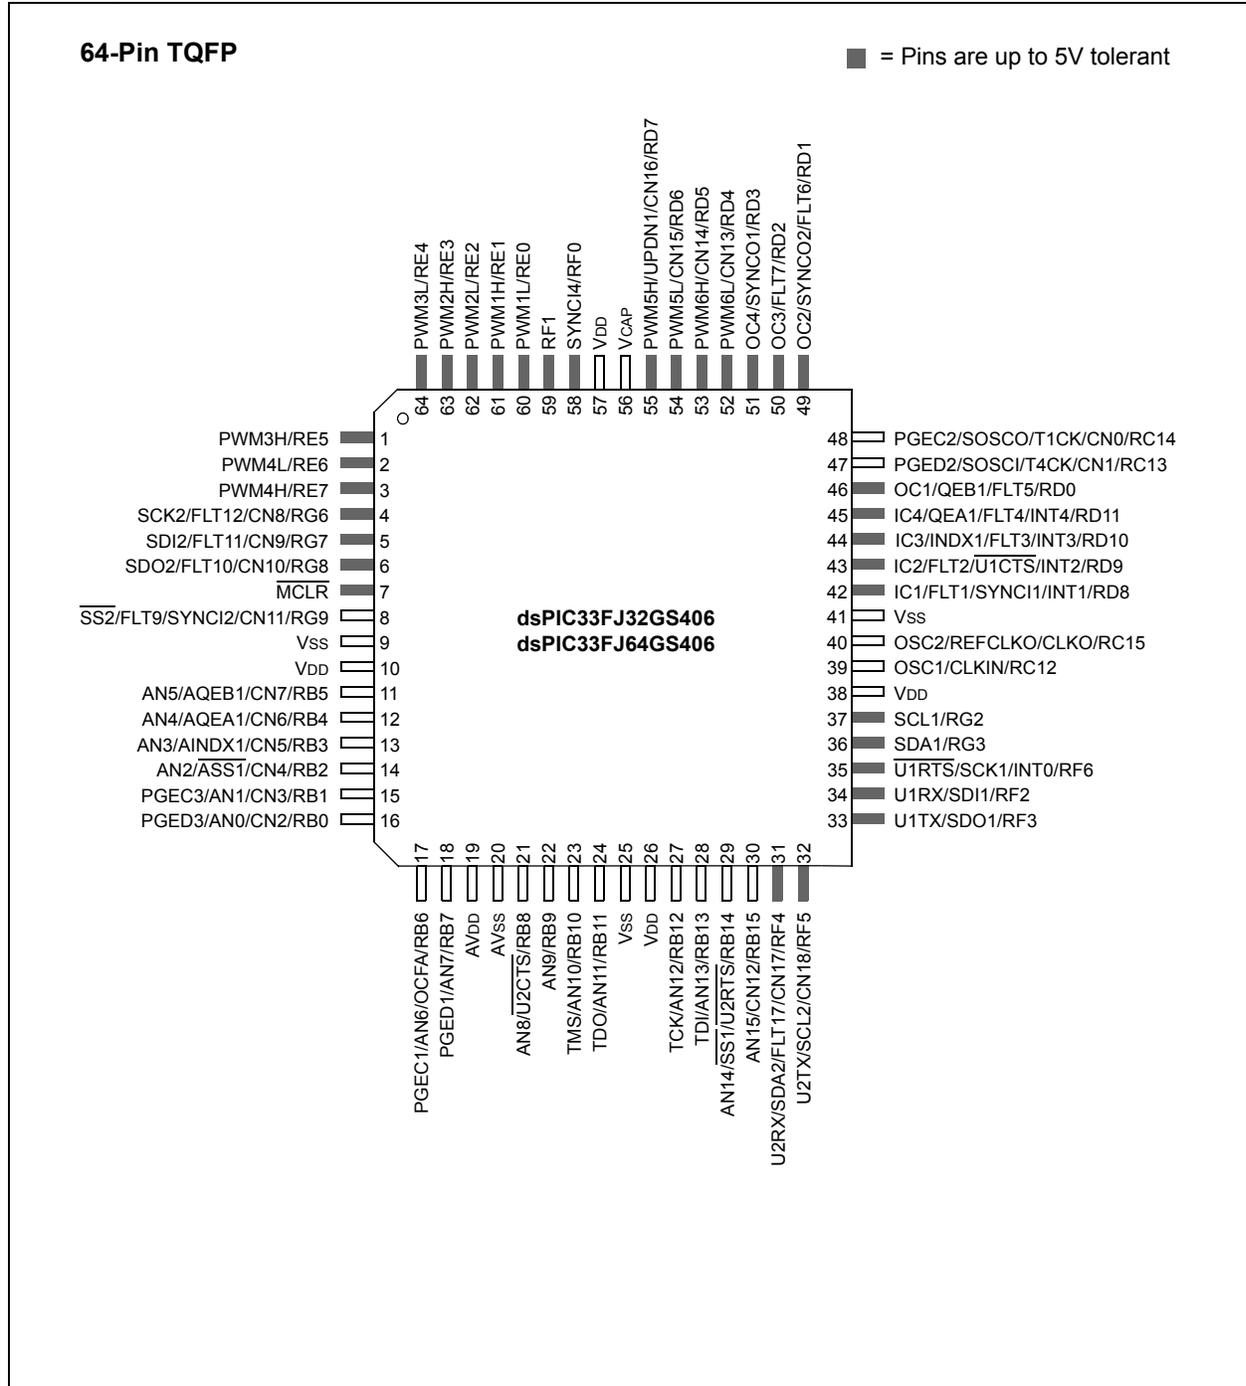 64-Pin TQFP
= Pins are up to 5V tolerant
PWM3L/RE4
PWM2H/RE3
PWM2L/RE2
PWM1H/RE1
PWM1L/RE0
RF1
SYNCI4/RF0
VDD
VCAP
PWM5H/UPDN1/CN16/RD7
PWM5L/CN15/RD6
PWM6H/CN14/RD5
PWM6L/CN13/RD4
OC4/SYNCO1/RD3
OC3/FLT7/RD2
OC2/SYNCO2/FLT6/RD1
64 63 62 61 60 59 58 57 56 55 54 53 52 51 50 49
PWM3H/RE5 1
PWM4L/RE6 2
PWM4H/RE7 3
SCK2/FLT12/CN8/RG6 4
SDI2/FLT11/CN9/RG7 5
SDO2/FLT10/CN10/RG8 6
MCLR 7
SS2/FLT9/SYNCI2/CN11/RG9 8
VSS 9
VDD 10
AN5/AQEB1/CN7/RB5 11
AN4/AQEA1/CN6/RB4 12
AN3/AINDX1/CN5/RB3 13
AN2/ASS1/CN4/RB2 14
PGEC3/AN1/CN3/RB1 15
PGED3/AN0/CN2/RB0 16
dsPIC33FJ32GS406
dsPIC33FJ64GS406
48 PGEC2/SOSCO/T1CK/CN0/RC14
47 PGED2/SOSCI/T4CK/CN1/RC13
46 OC1/QEB1/FLT5/RD0
45 IC4/QEA1/FLT4/INT4/RD11
44 IC3/INDX1/FLT3/INT3/RD10
43 IC2/FLT2/U1CTS/INT2/RD9
42 IC1/FLT1/SYNCI1/INT1/RD8
41 VSS
40 OSC2/REFCLKO/CLKO/RC15
39 OSC1/CLKIN/RC12
38 VDD
37 SCL1/RG2
36 SDA1/RG3
35 U1RTS/SCK1/INT0/RF6
34 U1RX/SDI1/RF2
33 U1TX/SDO1/RF3
17 18 19 20 21 22 23 24 25 26 27 28 29 30 31 32
PGEC1/AN6/OCFA/RB6
PGED1/AN7/RB7
AVDD
AVSS
AN8/U2CTS/RB8
AN9/RB9
TMS/AN10/RB10
TDO/AN11/RB11
VSS
VDD
TCK/AN12/RB12
TDI/AN13/RB13
AN14/SS1/U2RTS/RB14
AN15/CN12/RB15
U2RX/SDA2/FLT17/CN17/RF4
U2TX/SCL2/CN18/RF5